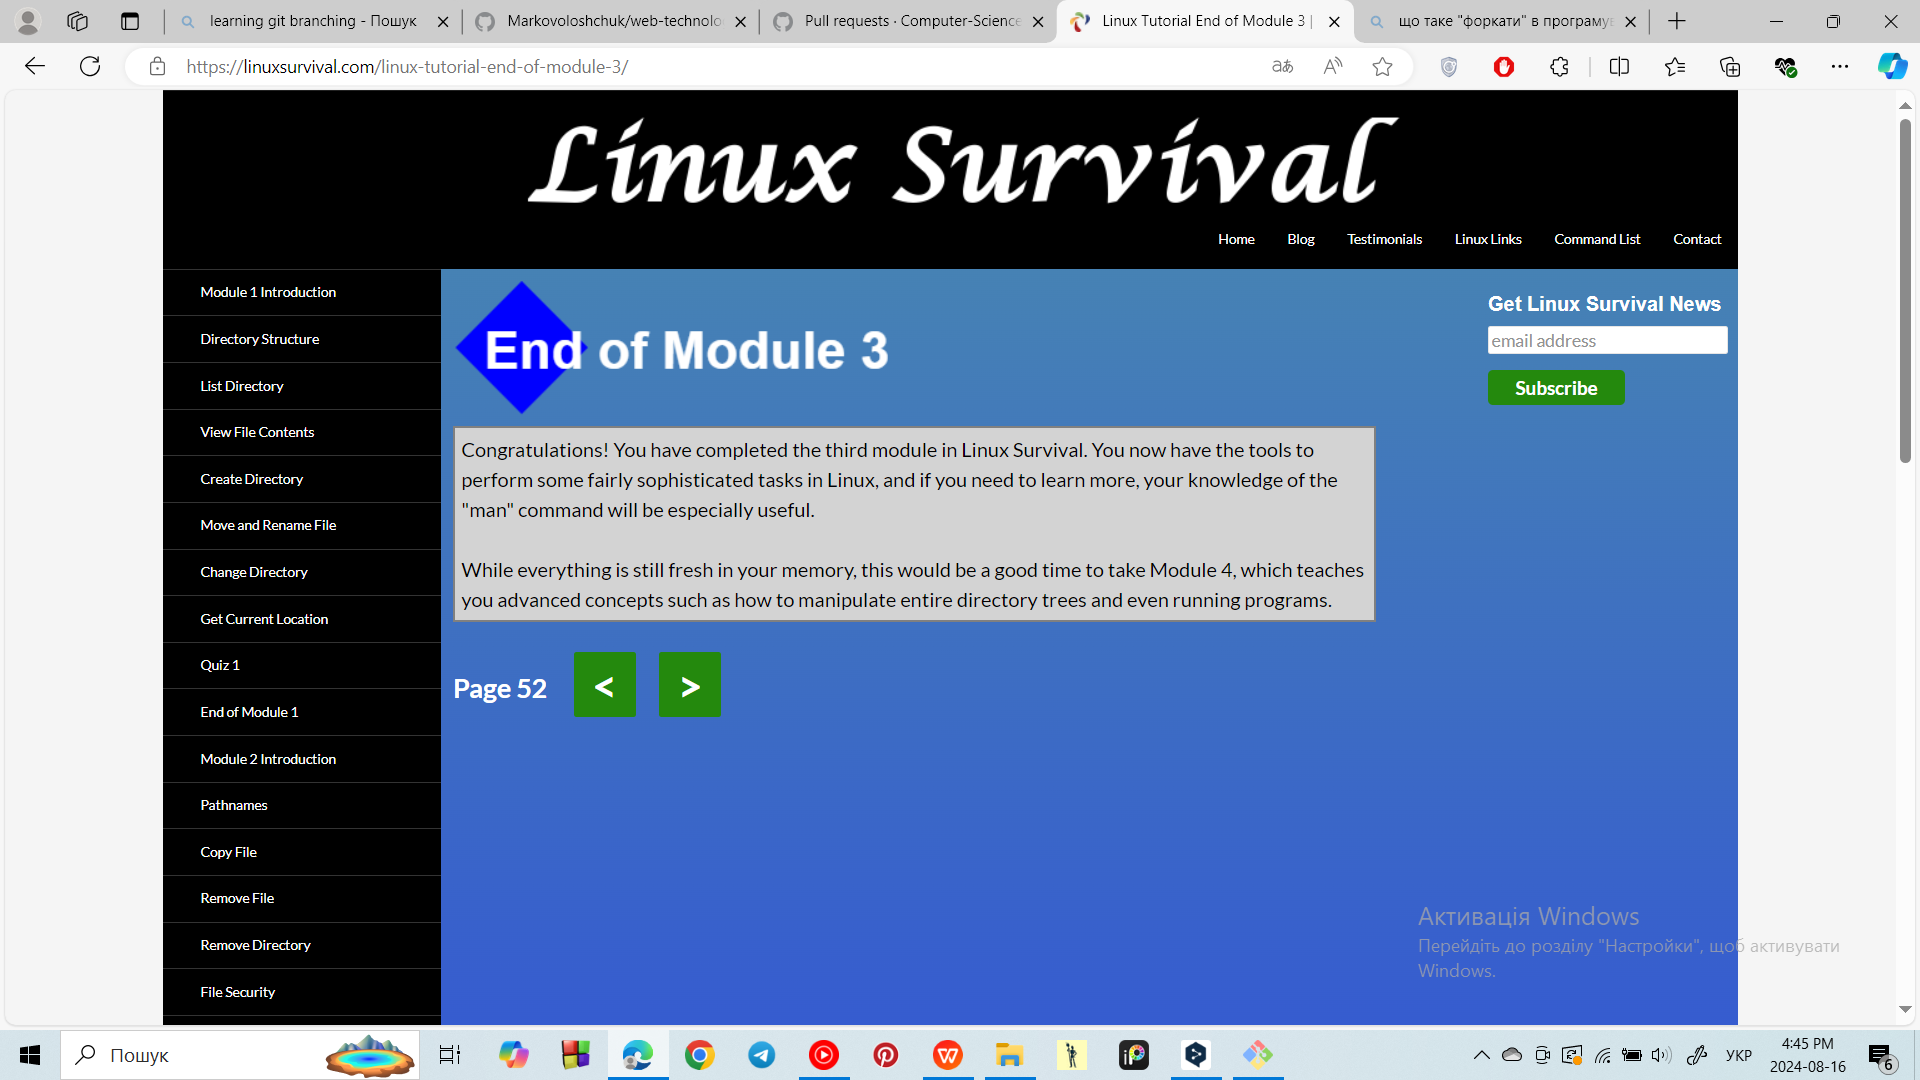 learning git branching - Пошук
Markovoloshchuk/web-technolo
Pull requests · Computer-Science
Linux Tutorial End of Module 3 |
що таке "форкати" в програму
https://linuxsurvival.com/linux-tutorial-end-of-module-3/
Linux Survival
Home Blog Testimonials Linux Links Command List Contact
Module 1 Introduction
Directory Structure
List Directory
View File Contents
Create Directory
Move and Rename File
Change Directory
Get Current Location
Quiz 1
End of Module 1
Module 2 Introduction
Pathnames
Copy File
Remove File
Remove Directory
File Security
End of Module 3
Congratulations! You have completed the third module in Linux Survival. You now have the tools to
perform some fairly sophisticated tasks in Linux, and if you need to learn more, your knowledge of the
"man" command will be especially useful.
While everything is still fresh in your memory, this would be a good time to take Module 4, which teaches
you advanced concepts such as how to manipulate entire directory trees and even running programs.
Page 52 < >
Get Linux Survival News
email address
Subscribe
Активація Windows
Перейдіть до розділу "Настройки", щоб активувати
Windows.
Пошук
УКР
4:45 PM
2024-08-16
6